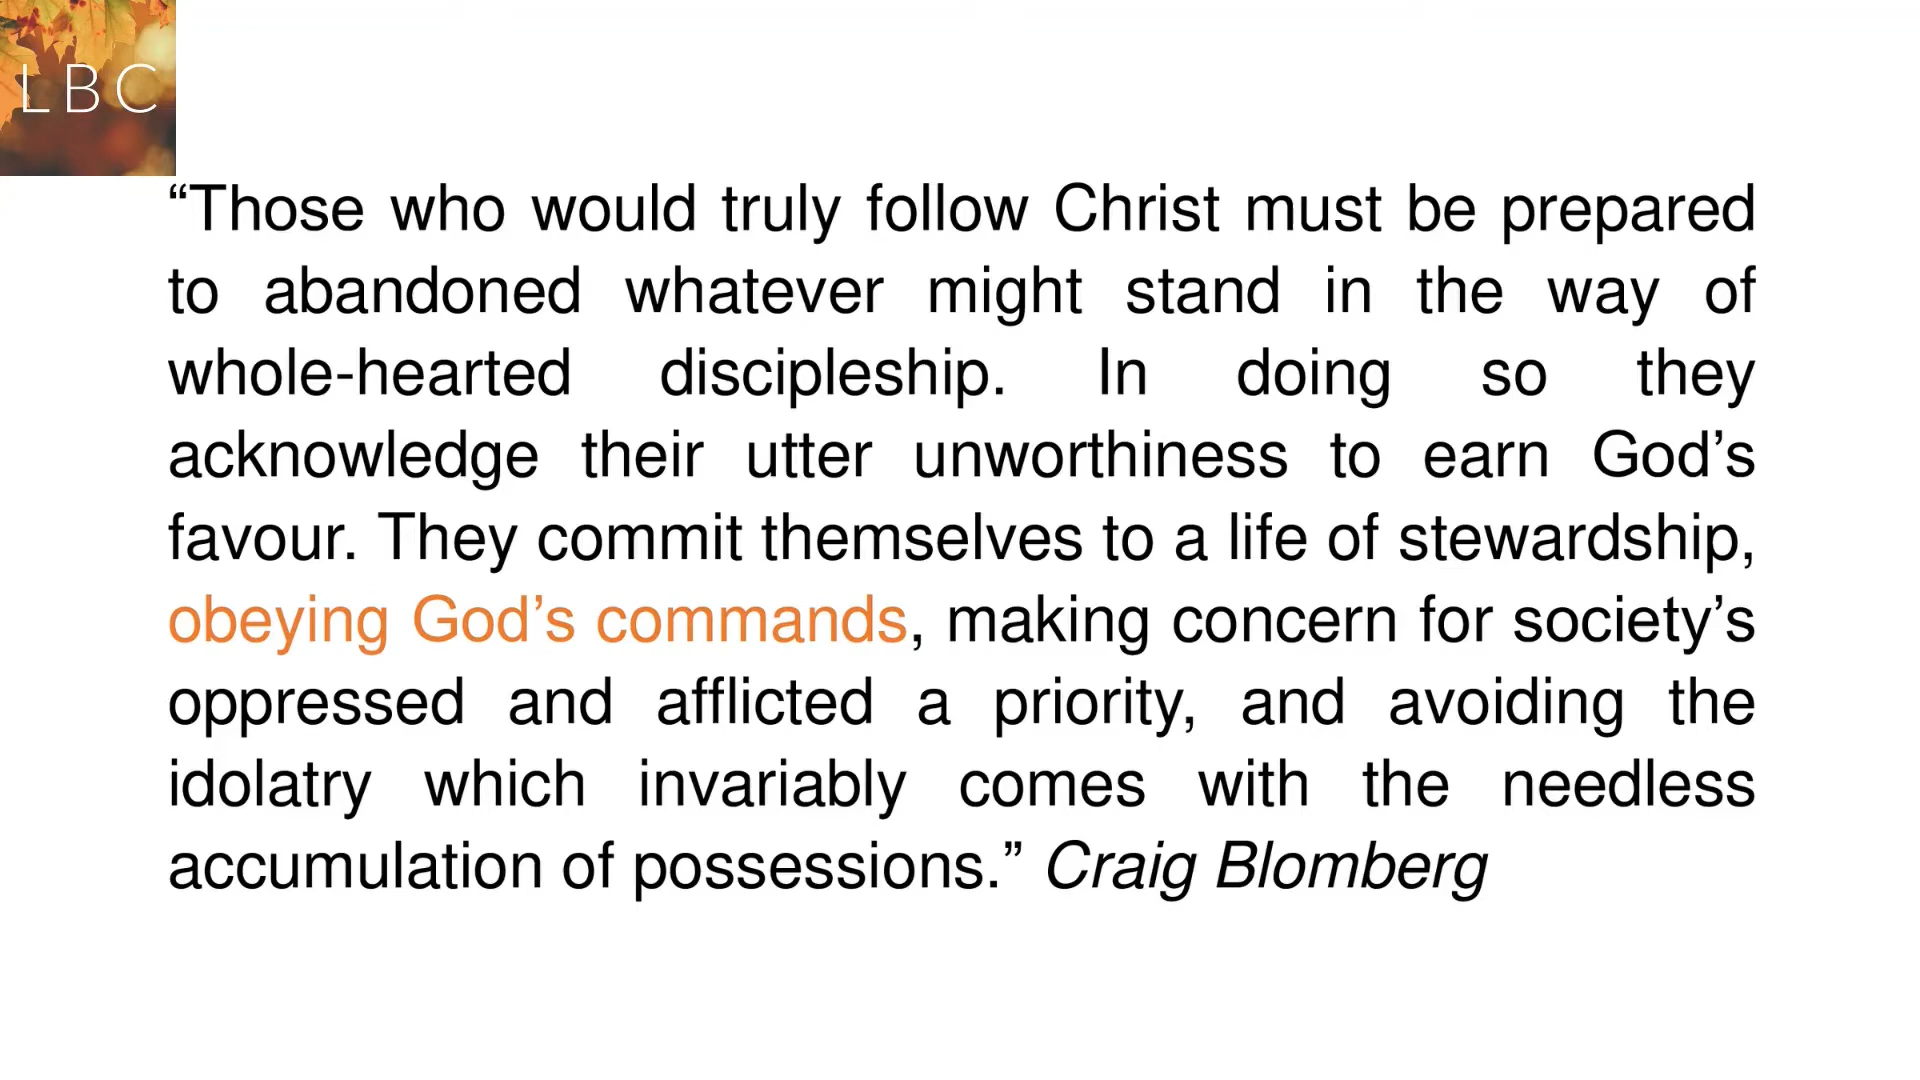 LBC
“Those who would truly follow Christ must be prepared
to abandoned whatever might stand in the way of
whole-hearted discipleship. In doing so they
acknowledge their utter unworthiness to earn God’s
favour. They commit themselves to a life of stewardship,
obeying God’s commands, making concern for society’s
oppressed and afflicted a priority, and avoiding the
idolatry which invariably comes with the needless
accumulation of possessions.” Craig Blomberg